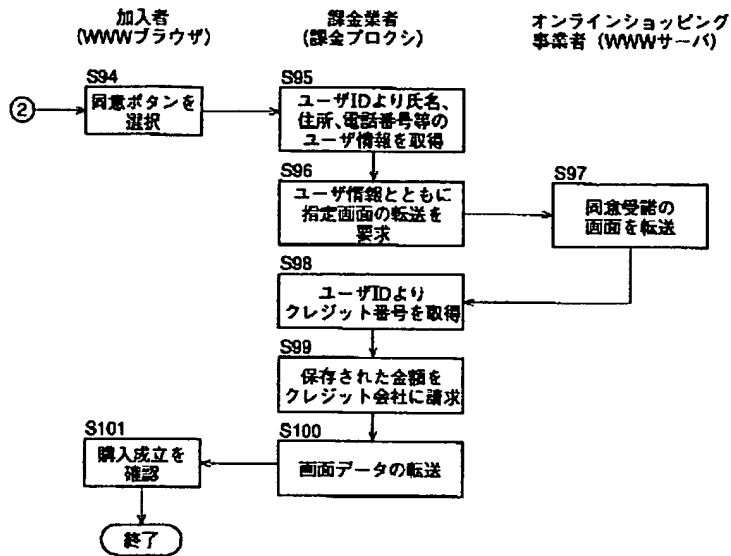 加入者
(WWWブラウザ)
課金業者
(課金プロクシ)
オンラインショッピング
事業者 (WWWサーバ)
②
S94
同意ボタンを
選択
S95
ユーザIDより氏名、
住所、電話番号等の
ユーザ情報を取得
S96
ユーザ情報とともに
指定画面の転送を
要求
S97
同意受諾の
画面を転送
S98
ユーザIDより
クレジット番号を取得
S99
保存された金額を
クレジット会社に請求
S100
画面データの転送
S101
購入成立を
確認
終了